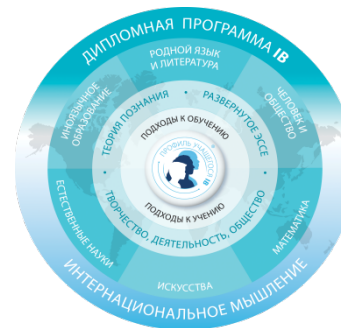 ДИПЛОМНАЯ ПРОГРАММА IB
РОДНОЙ ЯЗЫК
И ЛИТЕРАТУРА
ИНОЯЗЫЧНОЕ
ОБРАЗОВАНИЕ
ЧЕЛОВЕК И
ОБЩЕСТВО
ТЕОРИЯ ПОЗНАНИЯ • РАЗВЕРНУТОЕ ЭССЕ
ПОДХОДЫ К ОБУЧЕНИЮ
ПРОФИЛЬ УЧАЩЕГОСЯ IB
ПОДХОДЫ К УЧЕНИЮ
• ТВОРЧЕСТВО, ДЕЯТЕЛЬНОСТЬ, ОБЩЕСТВО •
ЕСТЕСТВЕННЫЕ НАУКИ
ИСКУССТВА
МАТЕМАТИКА
ИНТЕРНАЦИОНАЛЬНОЕ МЫШЛЕНИЕ